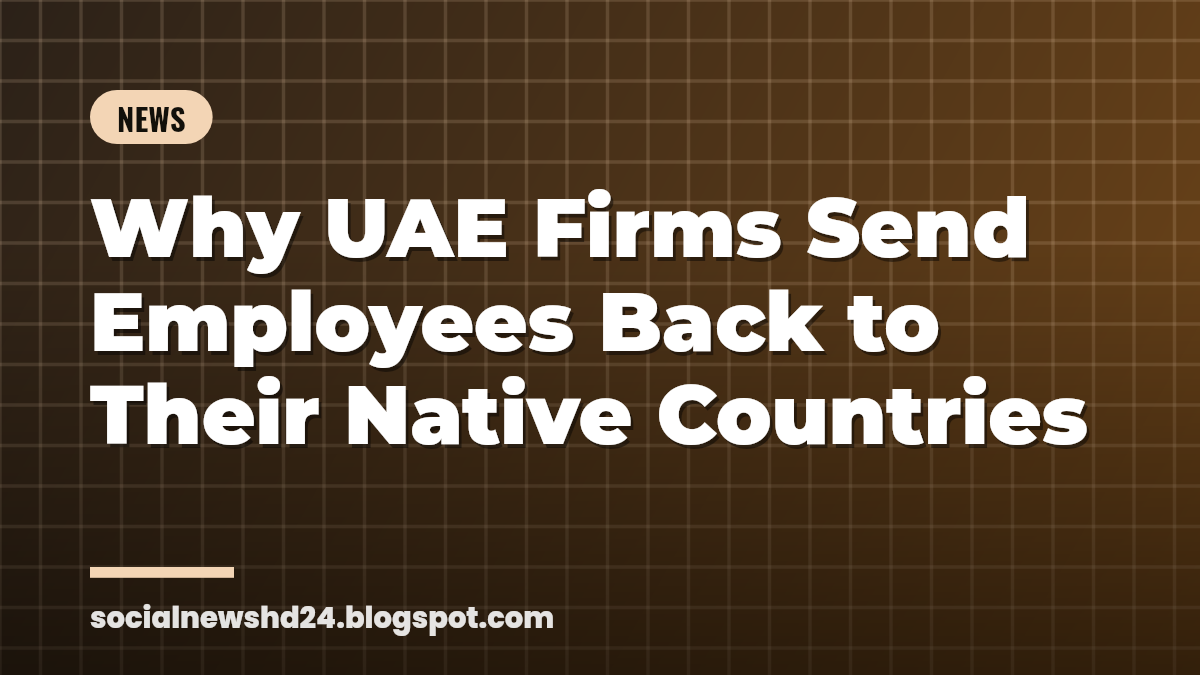 NEWS
Why UAE Firms Send
Employees Back to
Their Native Countries
socialnewshd24.blogspot.com